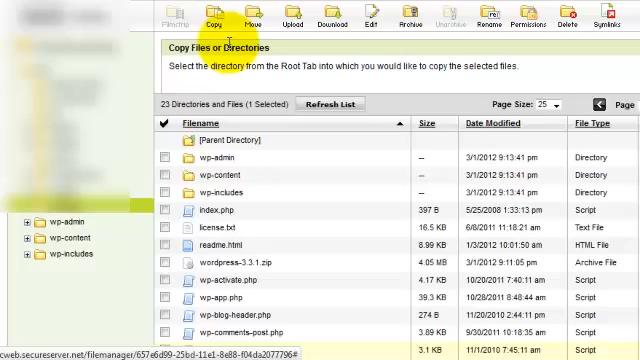 Filmstrip Copy Move Upload Download Edit Archive Unarchive Rename Permissions Delete Symlinks
Copy Files or Directories
Select the directory from the Root Tab into which you would like to copy the selected files.
23 Directories and Files (1 Selected) Refresh List Page Size: 25 Page
Filename Size Date Modified File Type
[Parent Directory]
wp-admin -- 3/1/2012 9:13:41 pm Directory
wp-content -- 3/1/2012 9:13:41 pm Directory
wp-includes -- 3/1/2012 9:13:41 pm Directory
index.php 397 B 5/25/2008 1:33:13 pm Script
license.txt 16.5 KB 6/8/2011 11:18:21 am Text File
readme.html 8.99 KB 1/3/2012 10:01:50 am HTML File
wordpress-3.3.1.zip 4.05 MB 3/1/2012 9:13:41 pm Archive File
wp-activate.php 4.17 KB 10/20/2011 7:40:11 am Script
wp-app.php 39.3 KB 10/28/2011 8:48:44 am Script
wp-blog-header.php 274 B 11/20/2010 2:44:11 pm Script
wp-comments-post.php 3.89 KB 9/30/2011 10:18:35 am Script
3.1 KB 11/1/2010 7:45:11 am Script
wp-admin
wp-content
wp-includes
cweb.secureserver.net/filemanager/657e6d99-25bd-11e1-8e88-f04da2077796#